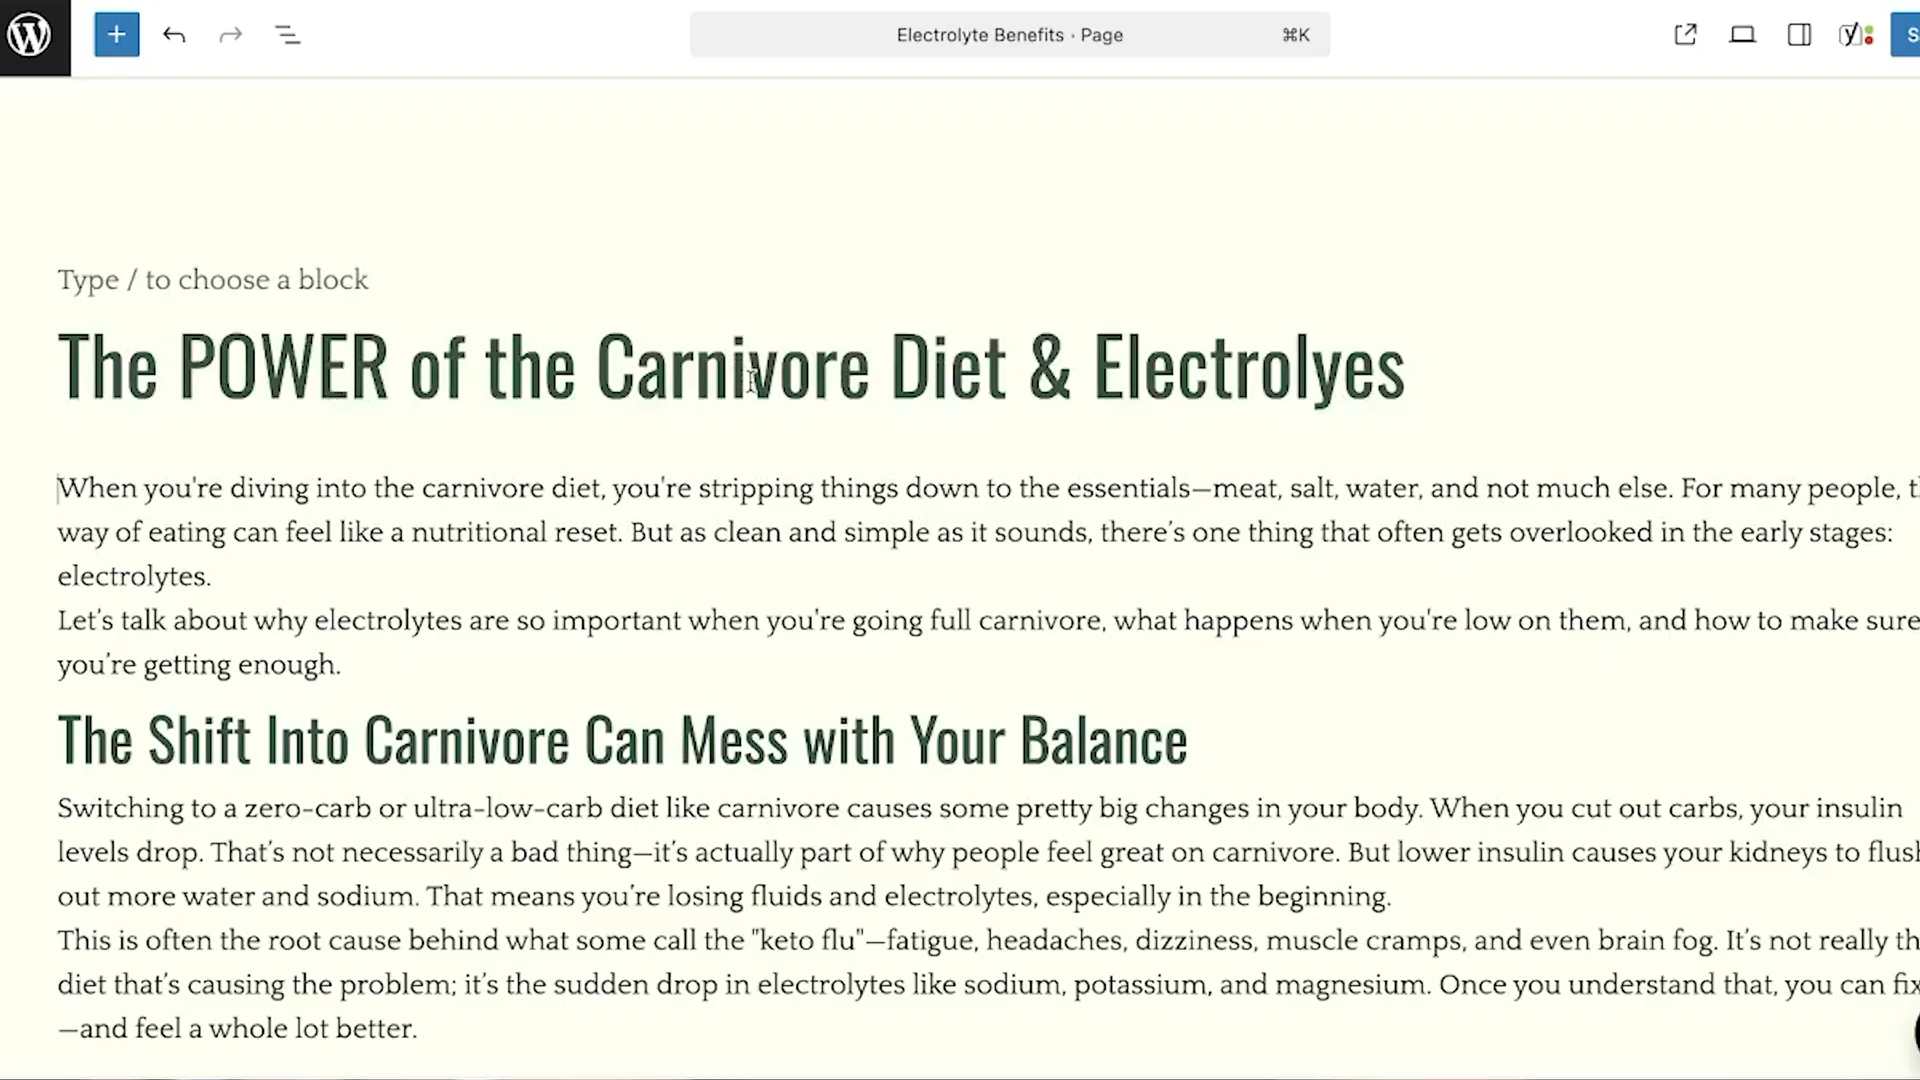 Electrolyte Benefits · Page ⌘K
Type / to choose a block
The POWER of the Carnivore Diet & Electrolyes
When you're diving into the carnivore diet, you're stripping things down to the essentials—meat, salt, water, and not much else. For many people,
way of eating can feel like a nutritional reset. But as clean and simple as it sounds, there's one thing that often gets overlooked in the early stages:
electrolytes.
Let's talk about why electrolytes are so important when you're going full carnivore, what happens when you're low on them, and how to make sure
you're getting enough.
The Shift Into Carnivore Can Mess with Your Balance
Switching to a zero-carb or ultra-low-carb diet like carnivore causes some pretty big changes in your body. When you cut out carbs, your insulin
levels drop. That's not necessarily a bad thing—it's actually part of why people feel great on carnivore. But lower insulin causes your kidneys to
out more water and sodium. That means you're losing fluids and electrolytes, especially in the beginning.
This is often the root cause behind what some call the "keto flu"—fatigue, headaches, dizziness, muscle cramps, and even brain fog. It's not really
diet that's causing the problem; it's the sudden drop in electrolytes like sodium, potassium, and magnesium. Once you understand that, you can fix
—and feel a whole lot better.